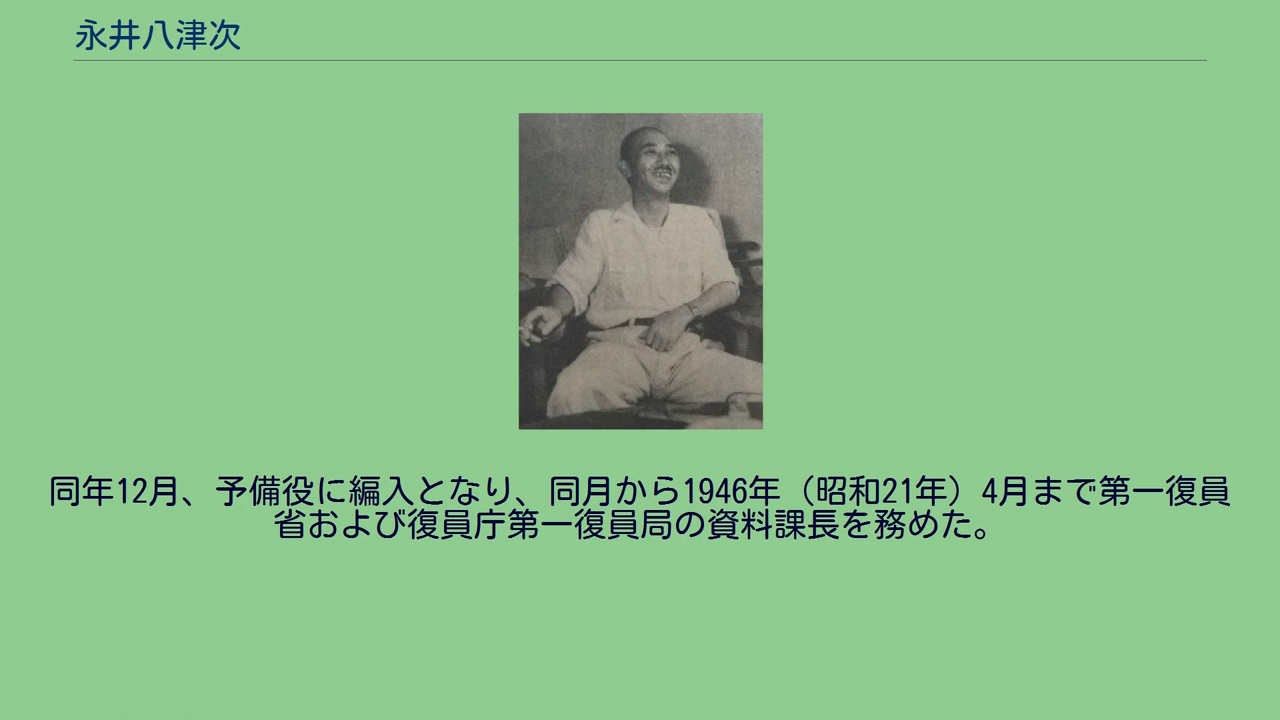 永井八津次
同年12月、予備役に編入となり、同月から1946年（昭和21年）4月まで第一復員
省および復員庁第一復員局の資料課長を務めた。